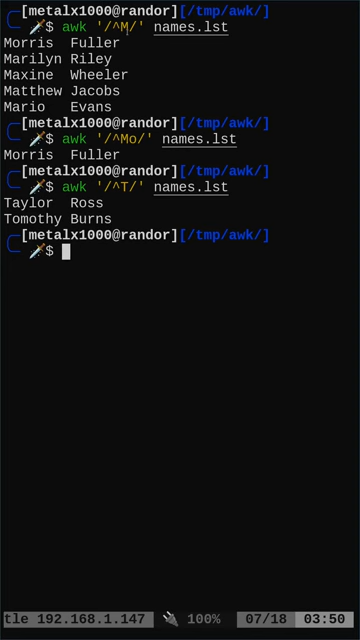 [metalx1000@randor][/tmp/awk/]
$ awk '/^M/' names.lst
Morris Fuller
Marilyn Riley
Maxine Wheeler
Matthew Jacobs
Mario Evans
[metalx1000@randor][/tmp/awk/]
$ awk '/^Mo/' names.lst
Morris Fuller
[metalx1000@randor][/tmp/awk/]
$ awk '/^T/' names.lst
Taylor Ross
Tomothy Burns
[metalx1000@randor][/tmp/awk/]
$
tle 192.168.1.147 100% 07/18 03:50